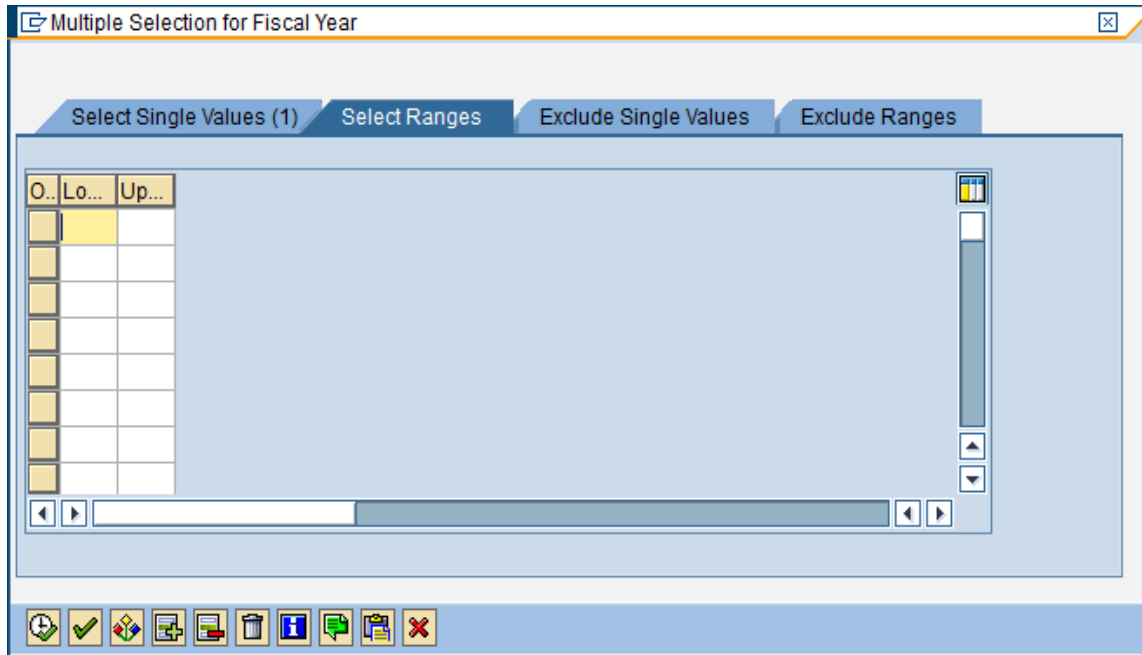 Multiple Selection for Fiscal Year
Select Single Values (1) Select Ranges Exclude Single Values Exclude Ranges
O.. Lo... Up...